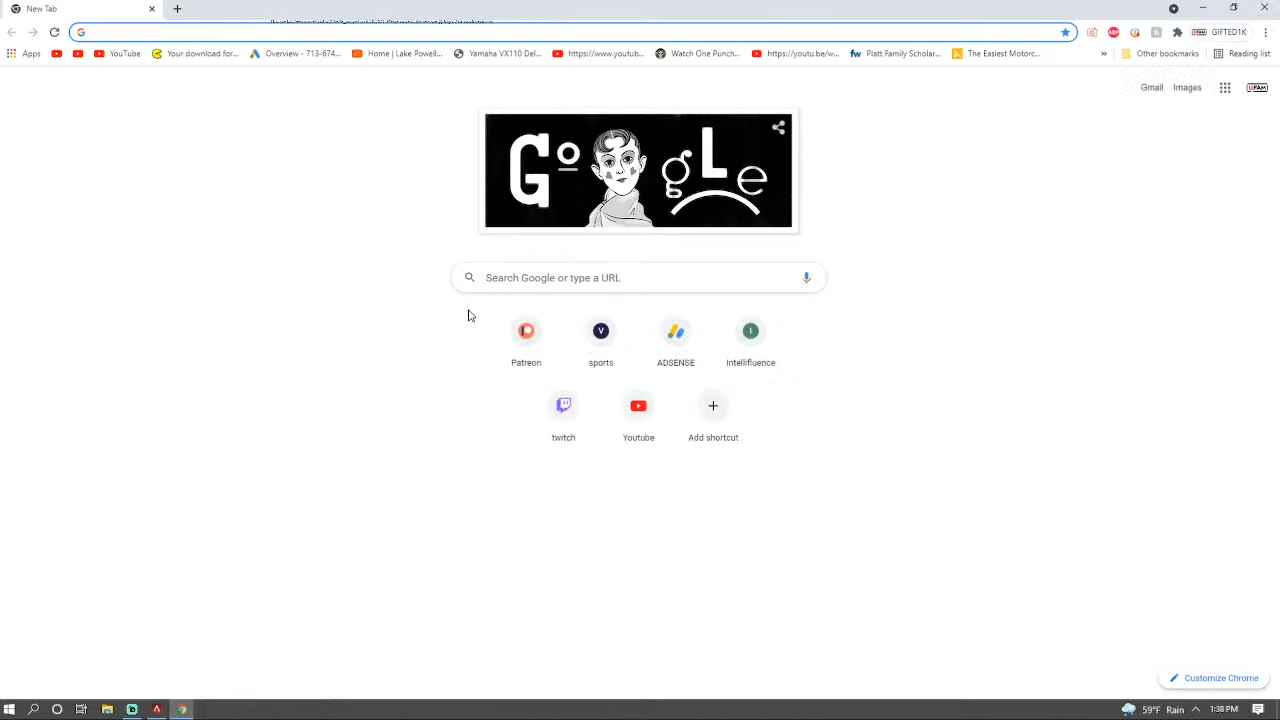 New Tab
Apps YouTube Your download for... Overview - 713-674... Home | Lake Powell... Yamaha VX110 Del... https://www.youtub... Watch One Punch... https://youtu.be/w... Platt Family Scholar... The Easiest Motorc... » Other bookmarks Reading list
GIFTED1K
Gmail Images
GOogLe
Search Google or type a URL
Patreon sports ADSENSE intellifluence
twitch Youtube Add shortcut
Customize Chrome
59°F Rain 1:38 PM